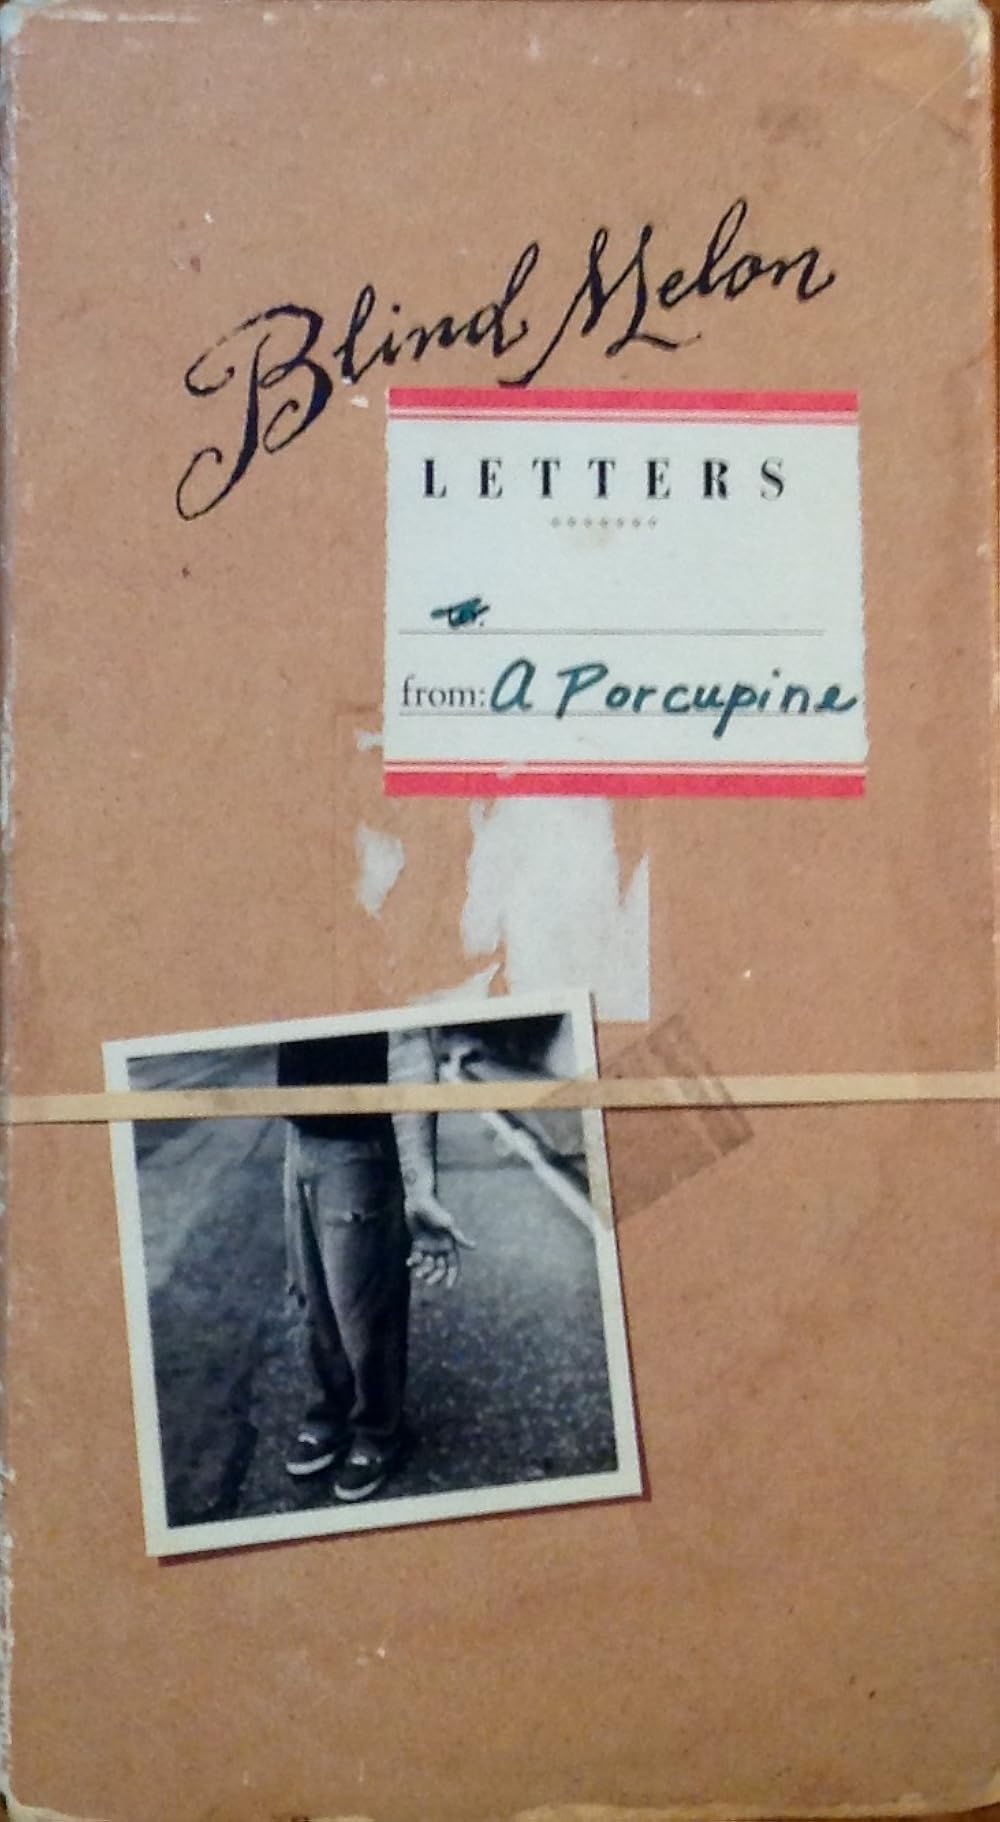 Blind Melon
LETTERS
from: A Porcupine